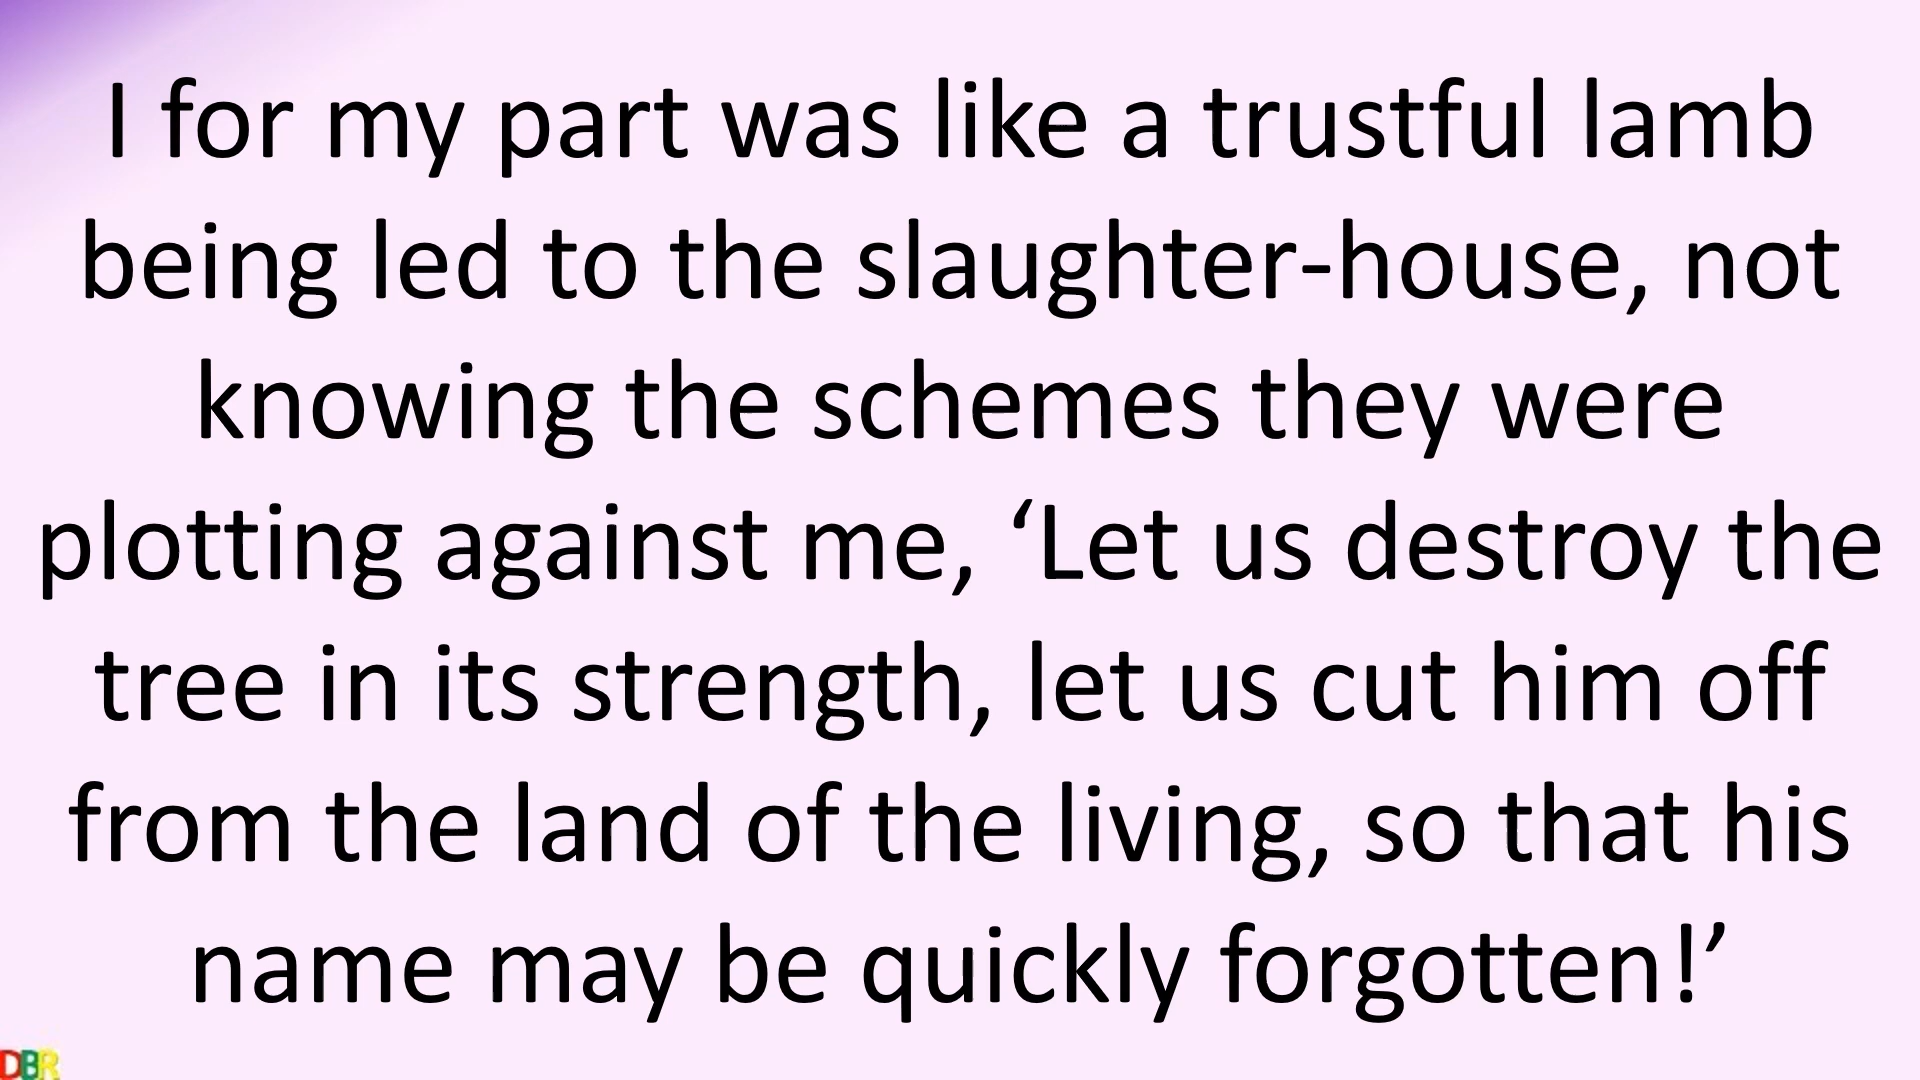 I for my part was like a trustful lamb
being led to the slaughter-house, not
knowing the schemes they were
plotting against me, ‘Let us destroy the
tree in its strength, let us cut him off
from the land of the living, so that his
name may be quickly forgotten!’
DBR